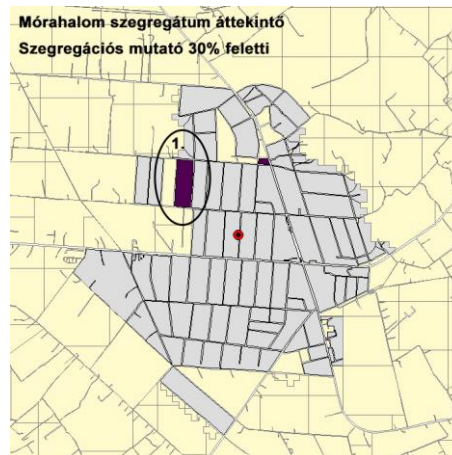 Mórahalom szegregátum áttekintő
Szegregációs mutató 30% feletti
1.